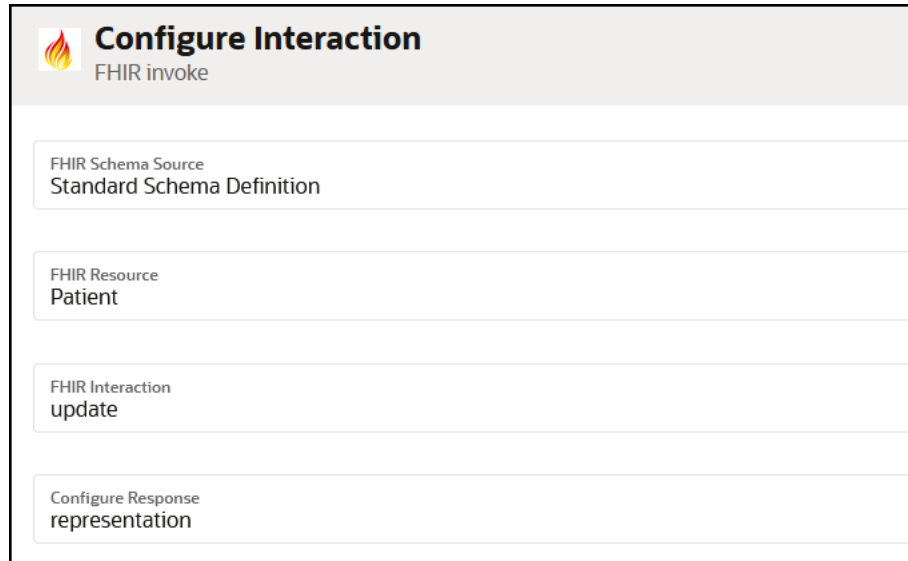 Configure Interaction
FHIR invoke
FHIR Schema Source
Standard Schema Definition
FHIR Resource
Patient
FHIR Interaction
update
Configure Response
representation